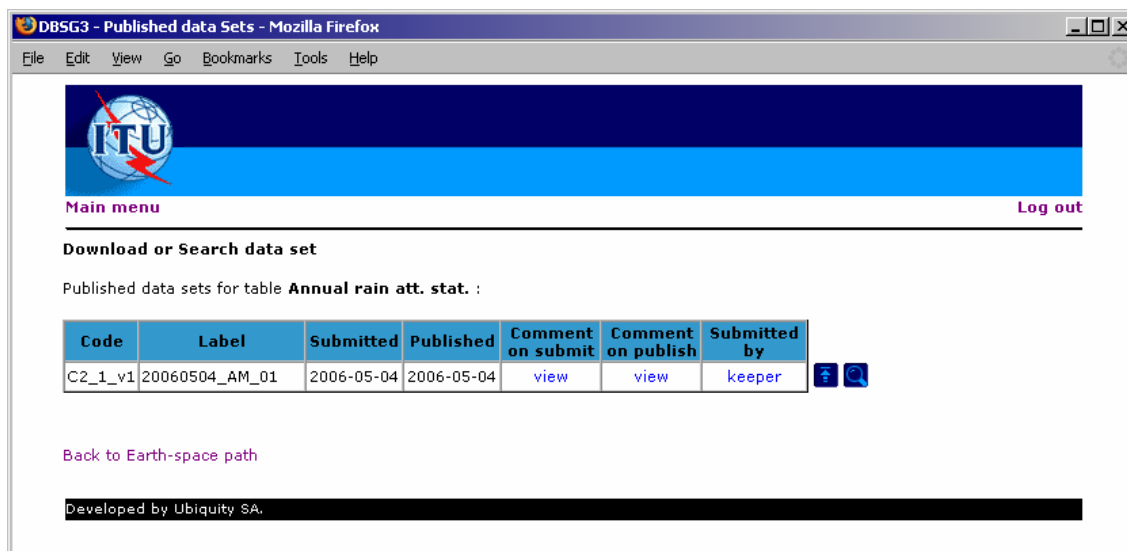 DBSG3 - Published data Sets - Mozilla Firefox
File Edit View Go Bookmarks Tools Help
ITU
Main menu Log out
Download or Search data set
Published data sets for table Annual rain att. stat. :
Code Label Submitted Published Comment on submit Comment on publish Submitted by
C2_1_v1 20060504_AM_01 2006-05-04 2006-05-04 view view keeper
Back to Earth-space path
Developed by Ubiquity SA.